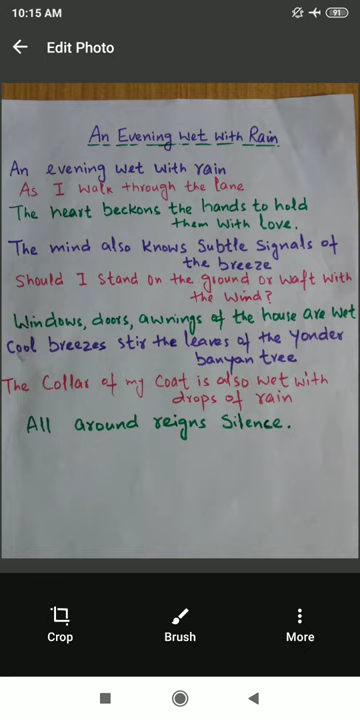 10:15 AM
91
Edit Photo
An Evening Wet With Rain
An evening wet with rain
As I walk through the lane
The heart beckons the hands to hold
them with love.
The mind also knows subtle signals of
the breeze
Should I stand on the ground or waft with
the wind?
Windows, doors, awnings of the house are wet
Cool breezes stir the leaves of the yonder
banyan tree
The Collar of my Coat is also wet with
drops of rain
All around reigns Silence.
Crop
Brush
More